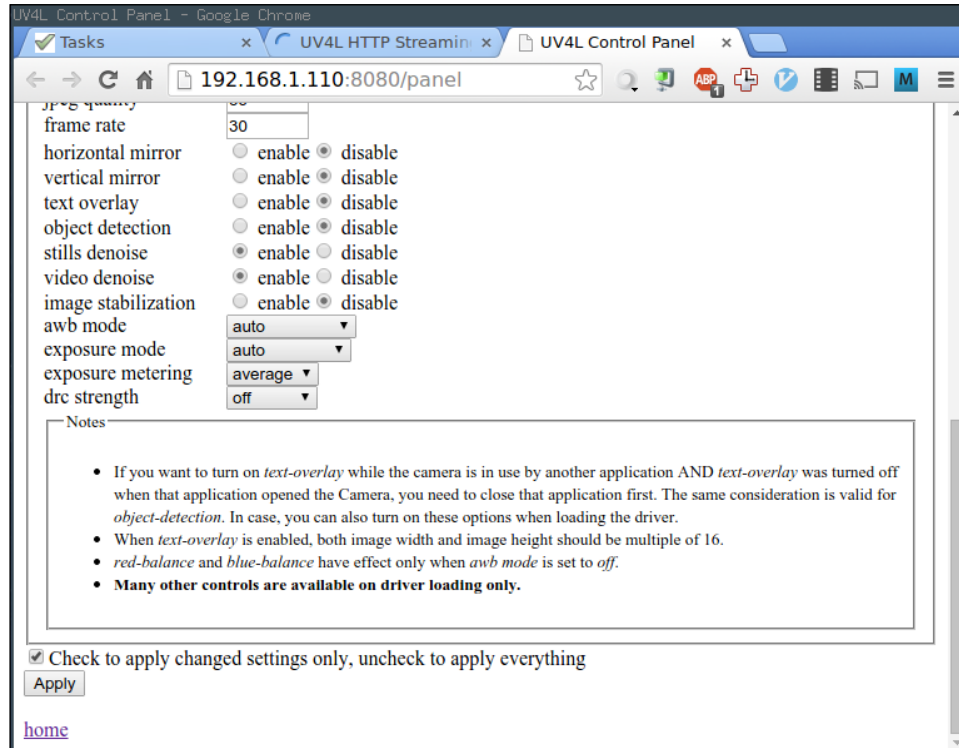 UV4L Control Panel - Google Chrome
Tasks × UV4L HTTP Streamin × UV4L Control Panel ×
192.168.1.110:8080/panel ABP 1 M
jpeg quality
frame rate 30
horizontal mirror enable disable
vertical mirror enable disable
text overlay enable disable
object detection enable disable
stills denoise enable disable
video denoise enable disable
image stabilization enable disable
awb mode auto
exposure mode auto
exposure metering average
drc strength off
Notes
If you want to turn on text-overlay while the camera is in use by another application AND text-overlay was turned off
when that application opened the Camera, you need to close that application first. The same consideration is valid for
object-detection. In case, you can also turn on these options when loading the driver.
When text-overlay is enabled, both image width and image height should be multiple of 16.
red-balance and blue-balance have effect only when awb mode is set to off.
Many other controls are available on driver loading only.
Check to apply changed settings only, uncheck to apply everything
Apply
home